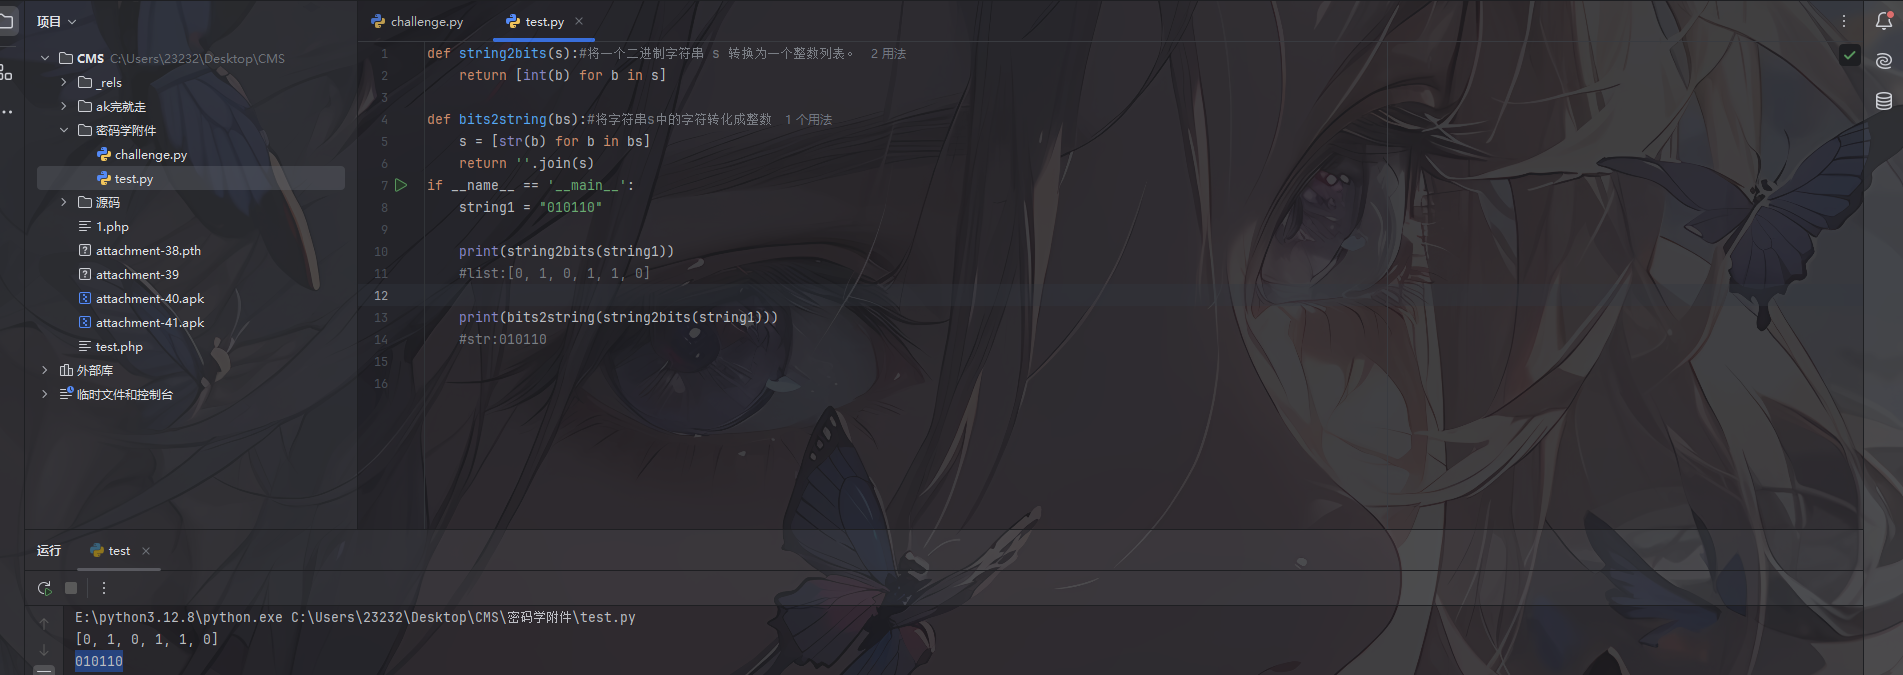 项目
challenge.py
test.py
CMS C:\Users\23232\Desktop\CMS
_rels
ak完就走
密码学附件
challenge.py
test.py
源码
1.php
attachment-38.pth
attachment-39
attachment-40.apk
attachment-41.apk
test.php
外部库
临时文件和控制台
1 def string2bits(s):#将一个二进制字符串 s 转换为一个整数列表。 2 用法
2 return [int(b) for b in s]
3
4 def bits2string(bs):#将字符串s中的字符转化成整数 1 个用法
5 s = [str(b) for b in bs]
6 return ''.join(s)
7 if __name__ == '__main__':
8 string1 = "010110"
9
10 print(string2bits(string1))
11 #list:[0, 1, 0, 1, 1, 0]
12
13 print(bits2string(string2bits(string1)))
14 #str:010110
15
16
运行
test
E:\python3.12.8\python.exe C:\Users\23232\Desktop\CMS\密码学附件\test.py
[0, 1, 0, 1, 1, 0]
010110